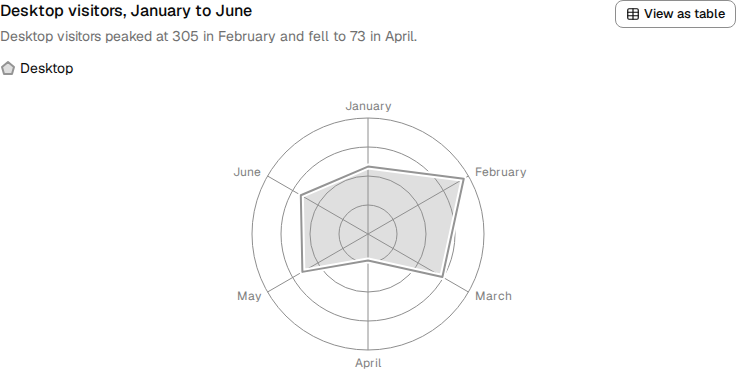 Desktop visitors, January to June
View as table
Desktop visitors peaked at 305 in February and fell to 73 in April.
Desktop
January
June
February
May
March
April